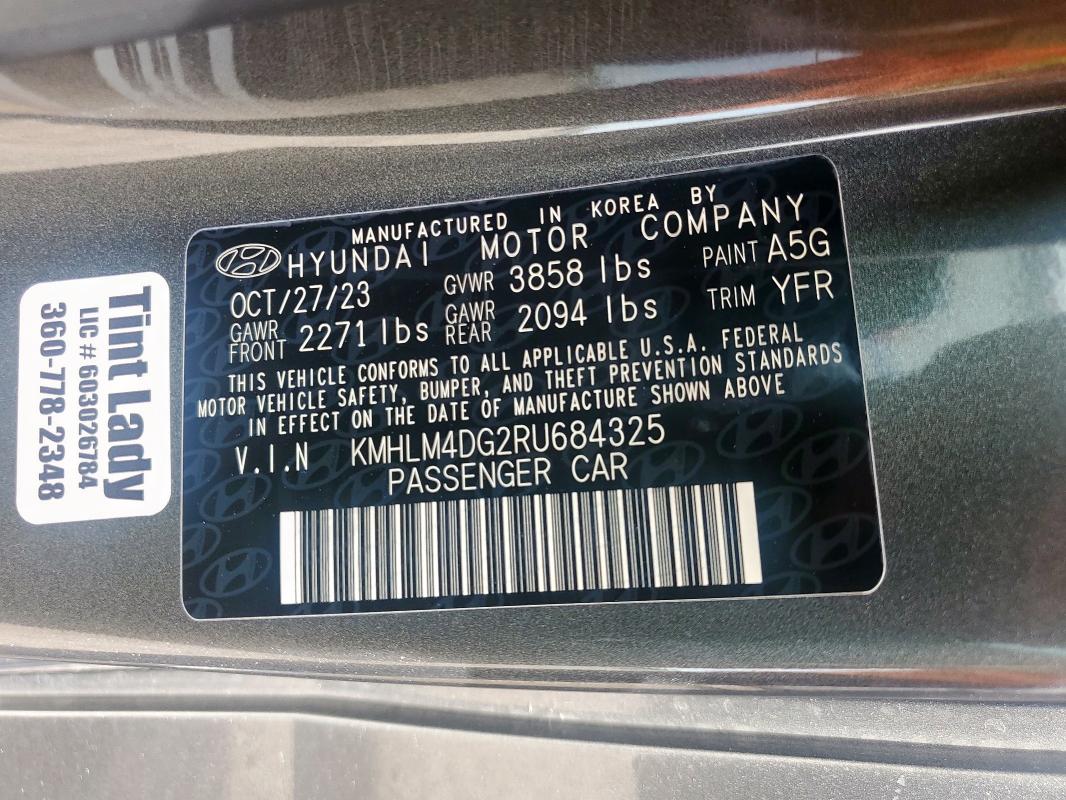 MANUFACTURED IN KOREA BY
HYUNDAI MOTOR COMPANY
OCT/27/23 GVWR 3858 lbs PAINT A5G
GAWR FRONT 2271 lbs GAWR REAR 2094 lbs TRIM YFR
THIS VEHICLE CONFORMS TO ALL APPLICABLE U.S.A. FEDERAL
MOTOR VEHICLE SAFETY, BUMPER, AND THEFT PREVENTION STANDARDS
IN EFFECT ON THE DATE OF MANUFACTURE SHOWN ABOVE
V.I.N KMHLM4DG2RU684325
PASSENGER CAR
Tint Lady
LIC # 603026784
360-778-2348